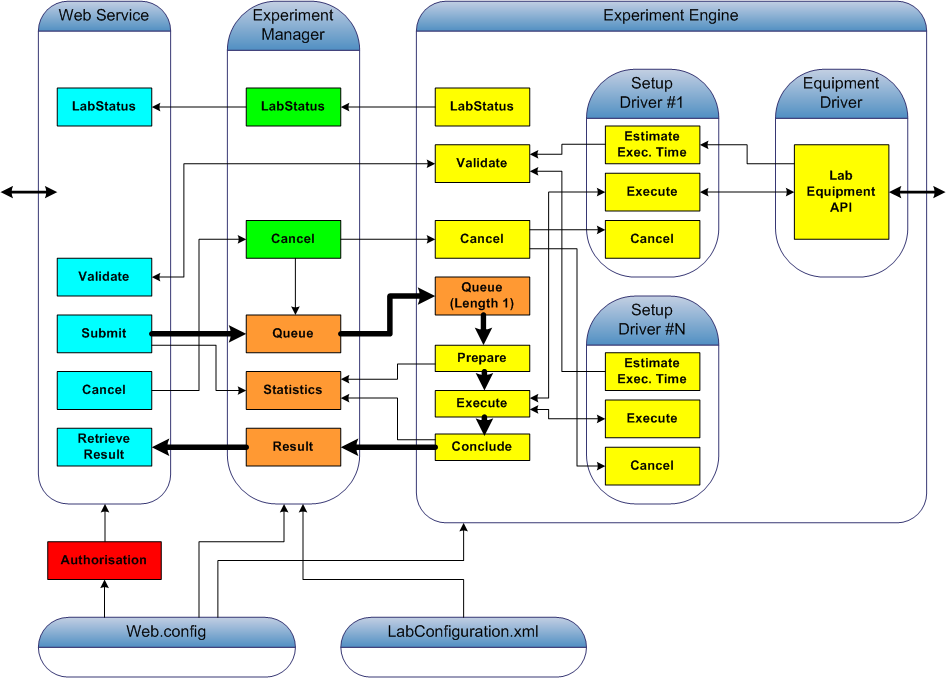 Web Service
Experiment
Manager
Experiment Engine
LabStatus
LabStatus
LabStatus
Validate
Cancel
Cancel
Validate
Submit
Queue
Queue
(Length 1)
Cancel
Statistics
Prepare
Execute
Retrieve
Result
Result
Conclude
Setup
Driver #1
Estimate
Exec. Time
Execute
Cancel
Equipment
Driver
Lab
Equipment
API
Setup
Driver #N
Estimate
Exec. Time
Execute
Cancel
Authorisation
Web.config
LabConfiguration.xml